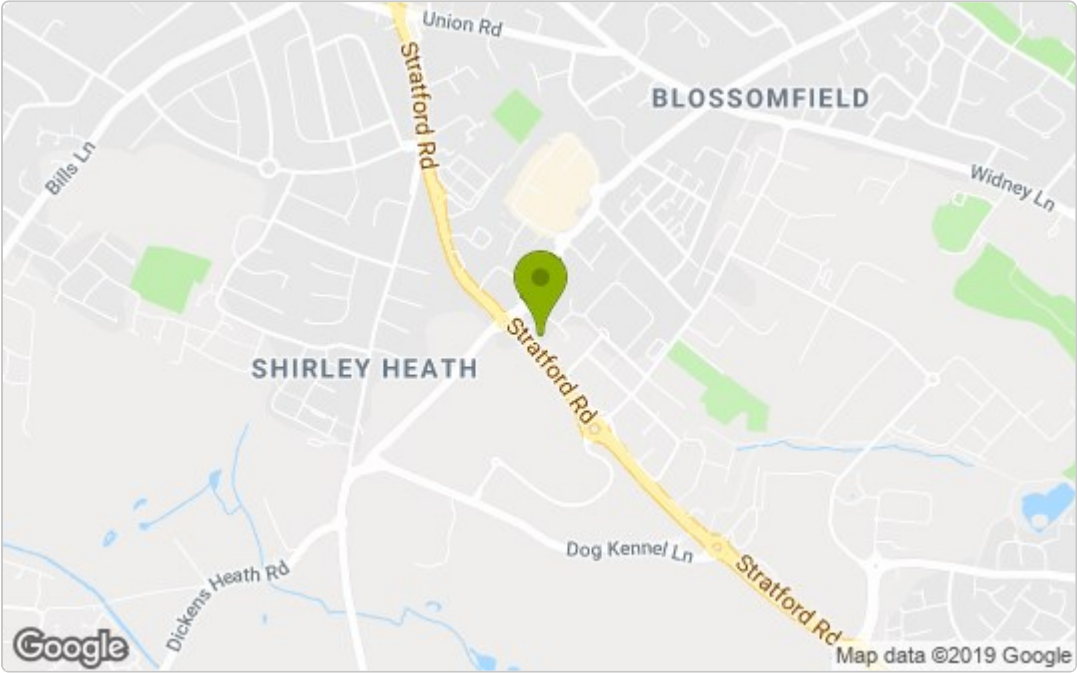 Union Rd
Stratford Rd
BLOSSOMFIELD
Bills Ln
Widney Ln
Stratford Rd
SHIRLEY HEATH
Dog Kennel Ln
Stratford Rd
Dickens Heath Rd
Google
Map data ©2019 Google